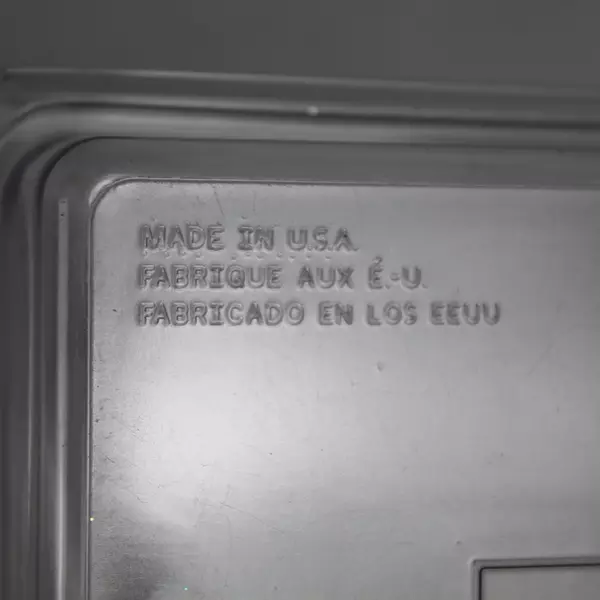 MADE IN U.S.A.
FABRIQUE AUX É.-U.
FABRICADO EN LOS EEUU